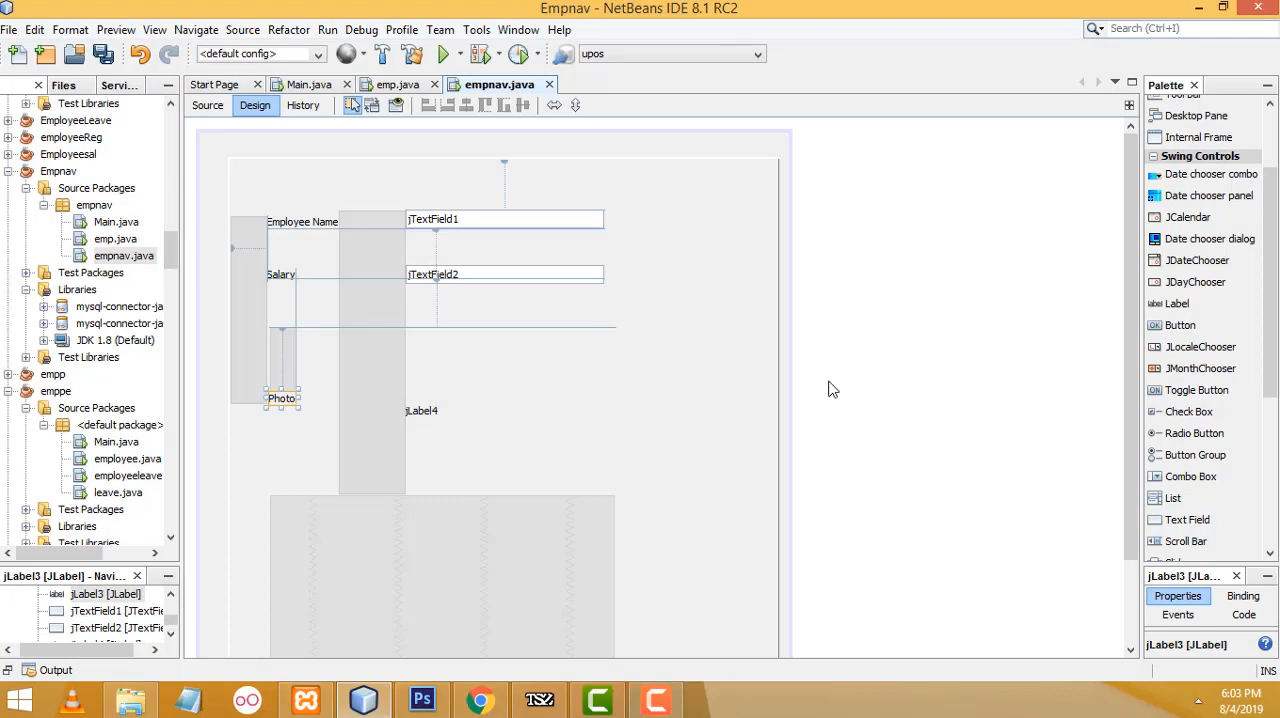 Empnav - NetBeans IDE 8.1 RC2
File Edit Format Preview View Navigate Source Refactor Run Debug Profile Team Tools Window Help
Search (Ctrl+I)
<default config>
upos
Files Servi...
Start Page Main.java emp.java empnav.java
Source Design History
Test Libraries
EmployeeLeave
employeeReg
Employeesal
Empnav
Source Packages
empnav
Main.java
emp.java
empnav.java
Test Packages
Libraries
mysql-connector-ja
mysql-connector-ja
JDK 1.8 (Default)
Test Libraries
empp
emppe
Source Packages
<default package>
Main.java
employee.java
employeeleave
leave.java
Test Packages
Libraries
Test Libraries
jLabel3 [JLabel] - Navi...
jLabel3 [JLabel]
jTextField1 [JTextFie
jTextField2 [JTextFie
Employee Name
jTextField1
Salary
jTextField2
Photo
jLabel4
Palette
Tool Bar
Desktop Pane
Internal Frame
Swing Controls
Date chooser combo
Date chooser panel
JCalendar
Date chooser dialog
JDateChooser
JDayChooser
Label
Button
JLocaleChooser
JMonthChooser
Toggle Button
Check Box
Radio Button
Button Group
Combo Box
List
Text Field
Scroll Bar
jLabel3 [JLa...
Properties Binding
Events Code
jLabel3 [JLabel]
Output
INS
Ps
TS2
6:03 PM
8/4/2019